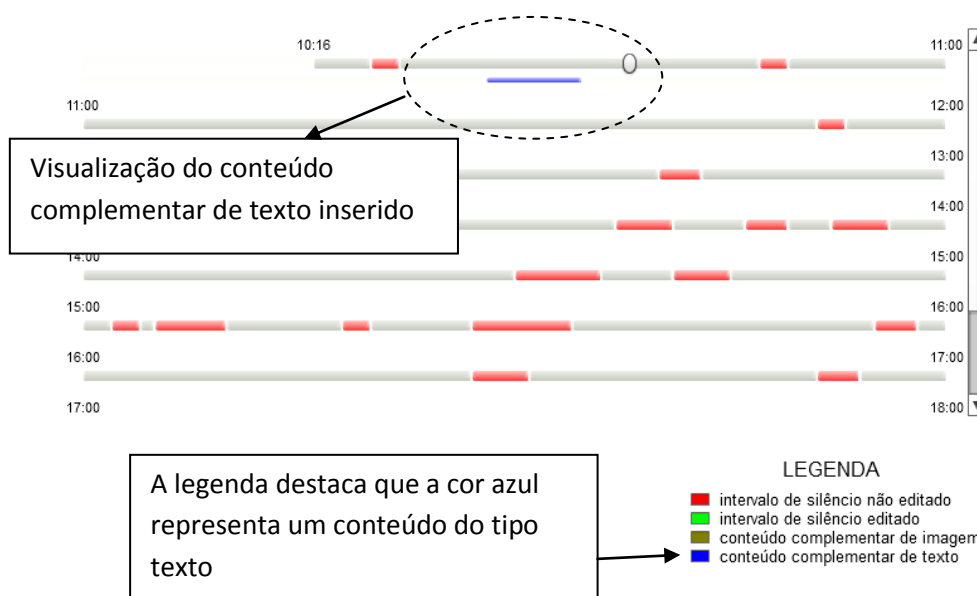 10:16 11:00
11:00 12:00
Visualização do conteúdo
complementar de texto inserido
13:00
14:00
14:00 15:00
15:00 16:00
16:00 17:00
17:00 18:00
A legenda destaca que a cor azul
representa um conteúdo do tipo
texto
LEGENDA
intervalo de silêncio não editado
intervalo de silêncio editado
conteúdo complementar de imagem
conteúdo complementar de texto